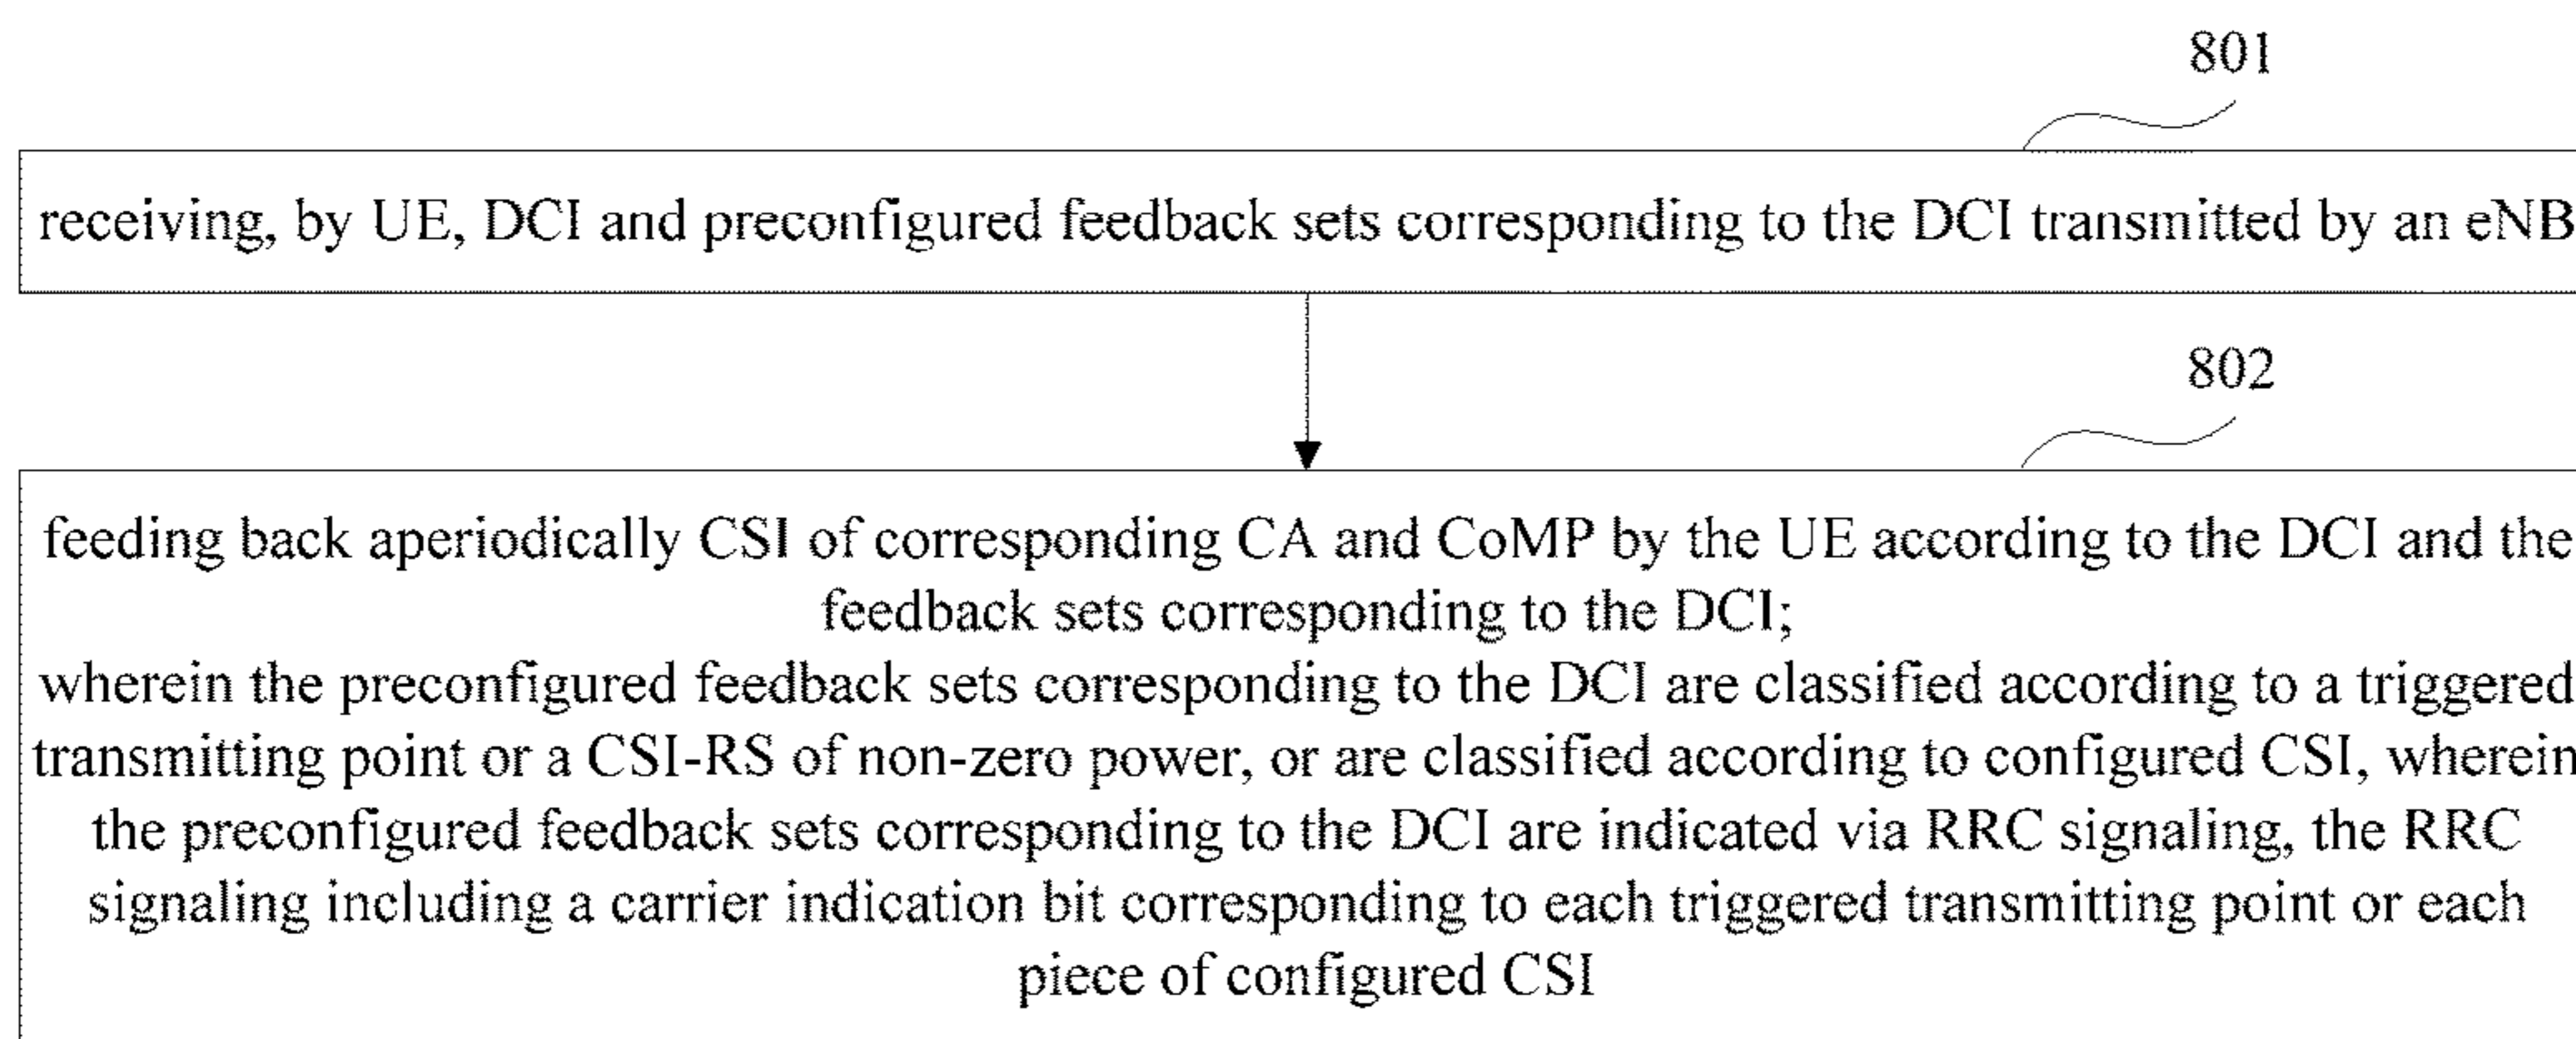 801
receiving, by UE, DCI and preconfigured feedback sets corresponding to the DCI transmitted by an eNB
802
feeding back aperiodically CSI of corresponding CA and CoMP by the UE according to the DCI and the
feedback sets corresponding to the DCI;
wherein the preconfigured feedback sets corresponding to the DCI are classified according to a triggered
transmitting point or a CSI-RS of non-zero power, or are classified according to configured CSI, wherein
the preconfigured feedback sets corresponding to the DCI are indicated via RRC signaling, the RRC
signaling including a carrier indication bit corresponding to each triggered transmitting point or each
piece of configured CSI